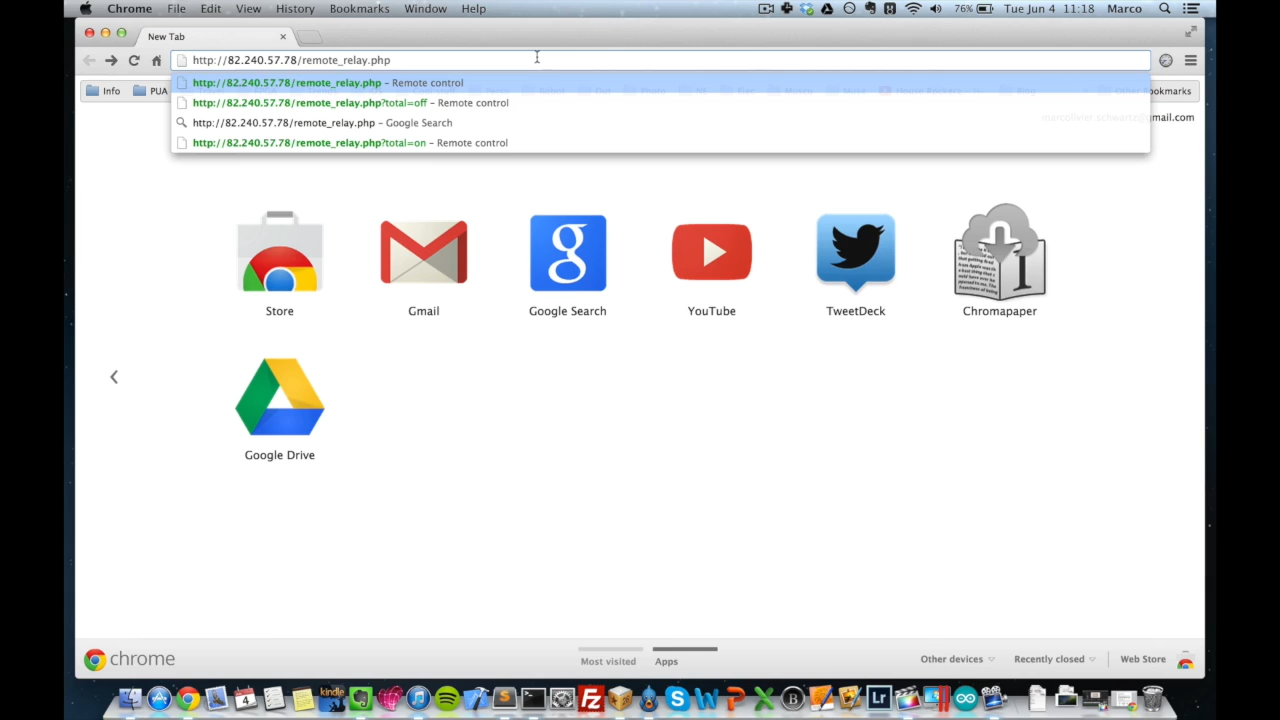 Chrome File Edit View History Bookmarks Window Help 76% Tue Jun 4 11:18 Marco
New Tab
http://82.240.57.78/remote_relay.php
http://82.240.57.78/remote_relay.php – Remote control
Info PUA
http://82.240.57.78/remote_relay.php?total=off – Remote control
http://82.240.57.78/remote_relay.php – Google Search
marcolivier.schwartz@gmail.com
http://82.240.57.78/remote_relay.php?total=on – Remote control
Store Gmail Google Search YouTube TweetDeck Chromapaper
Google Drive
chrome
Most visited Apps
Other devices Recently closed Web Store